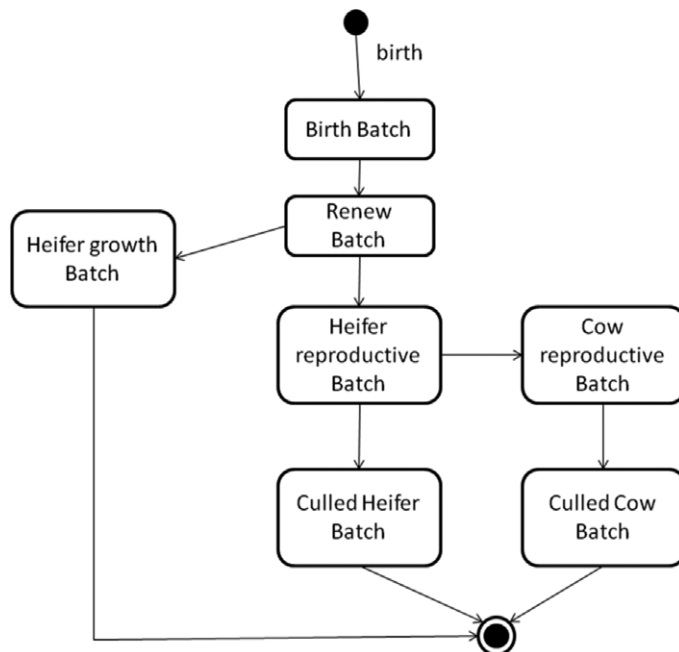 birth
Birth Batch
Renew
Batch
Heifer growth
Batch
Heifer
reproductive
Batch
Cow
reproductive
Batch
Culled Heifer
Batch
Culled Cow
Batch